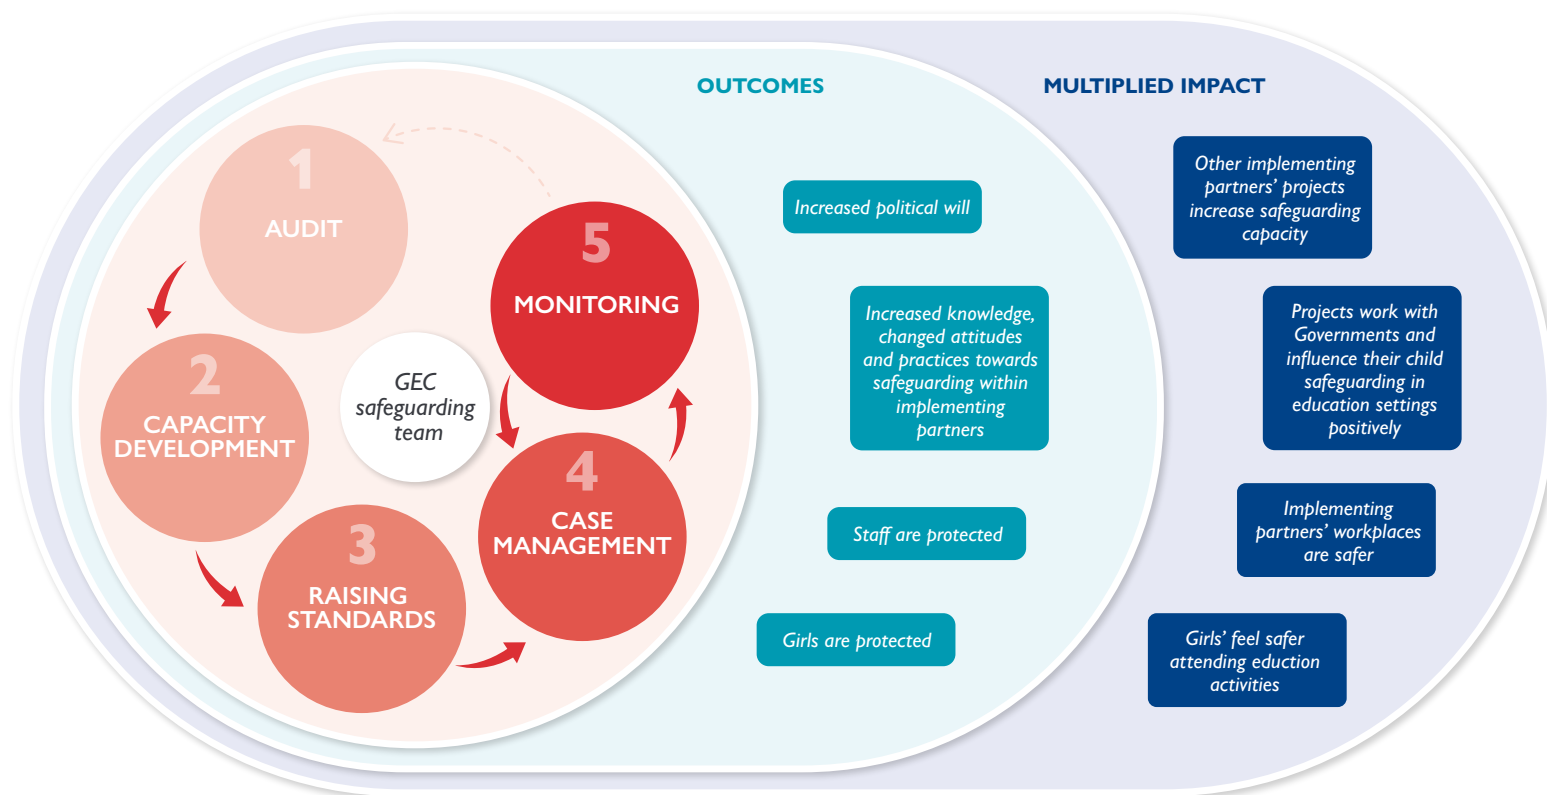 OUTCOMES
MULTIPLIED IMPACT
1
AUDIT
2
CAPACITY
DEVELOPMENT
3
RAISING
STANDARDS
4
CASE
MANAGEMENT
5
MONITORING
GEC
safeguarding
team
Increased political will
Increased knowledge,
changed attitudes
and practices towards
safeguarding within
implementing
partners
Staff are protected
Girls are protected
Other implementing
partners’ projects
increase safeguarding
capacity
Projects work with
Governments and
influence their child
safeguarding in
education settings
positively
Implementing
partners’ workplaces
are safer
Girls’ feel safer
attending eduction
activities